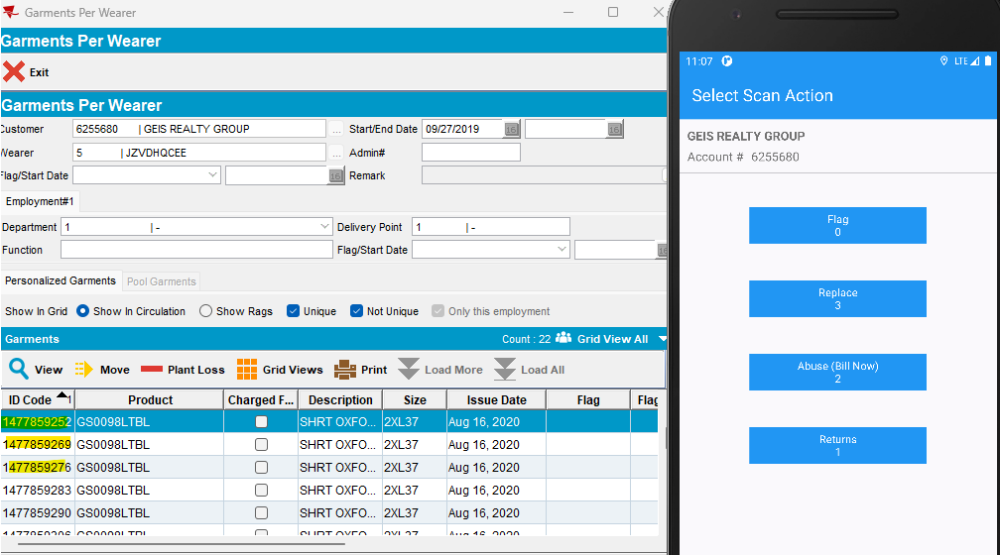 Garments Per Wearer
Garments Per Wearer
Exit
Garments Per Wearer
Customer 6255680 | GEIS REALTY GROUP ... Start/End Date 09/27/2019 16 16
Wearer 5 | JZVDHQCEE ... Admin#
Flag/Start Date 16 Remark
Employment#1
Department 1 | - Delivery Point 1 | -
Function Flag/Start Date 16
Personalized Garments Pool Garments
Show In Grid Show In Circulation Show Rags Unique Not Unique Only this employment
Garments Count : 22 Grid View All
View Move Plant Loss Grid Views Print Load More Load All
ID Code 1 Product Charged F... Description Size Issue Date Flag Flag
1477859252 GS0098LTBL SHRT OXFO... 2XL37 Aug 16, 2020
1477859269 GS0098LTBL SHRT OXFO... 2XL37 Aug 16, 2020
1477859276 GS0098LTBL SHRT OXFO... 2XL37 Aug 16, 2020
1477859283 GS0098LTBL SHRT OXFO... 2XL37 Aug 16, 2020
1477859290 GS0098LTBL SHRT OXFO... 2XL37 Aug 16, 2020
11:07 LTE
Select Scan Action
GEIS REALTY GROUP
Account # 6255680
Flag
0
Replace
3
Abuse (Bill Now)
2
Returns
1